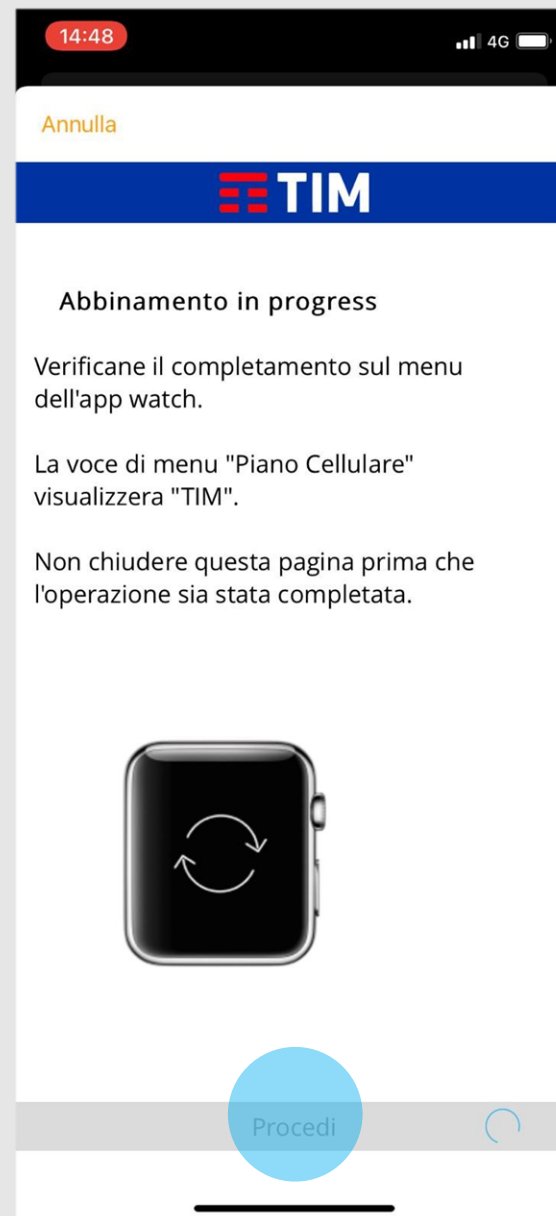 14:48
4G
Annulla
TIM
Abbinamento in progress
Verificane il completamento sul menu
dell'app watch.
La voce di menu "Piano Cellulare"
visualizzera "TIM".
Non chiudere questa pagina prima che
l'operazione sia stata completata.
Procedi